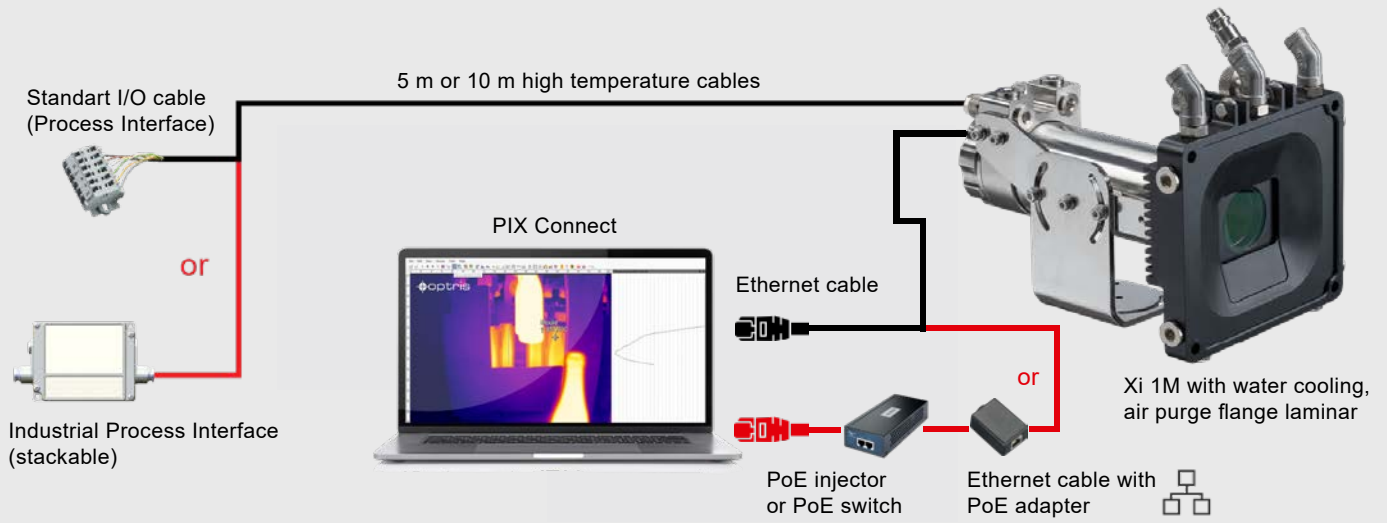 5 m or 10 m high temperature cables
Standart I/O cable
(Process Interface)
or
Industrial Process Interface
(stackable)
PIX Connect
optris
Ethernet cable
or
PoE injector
or PoE switch
Ethernet cable with
PoE adapter
Xi 1M with water cooling,
air purge flange laminar